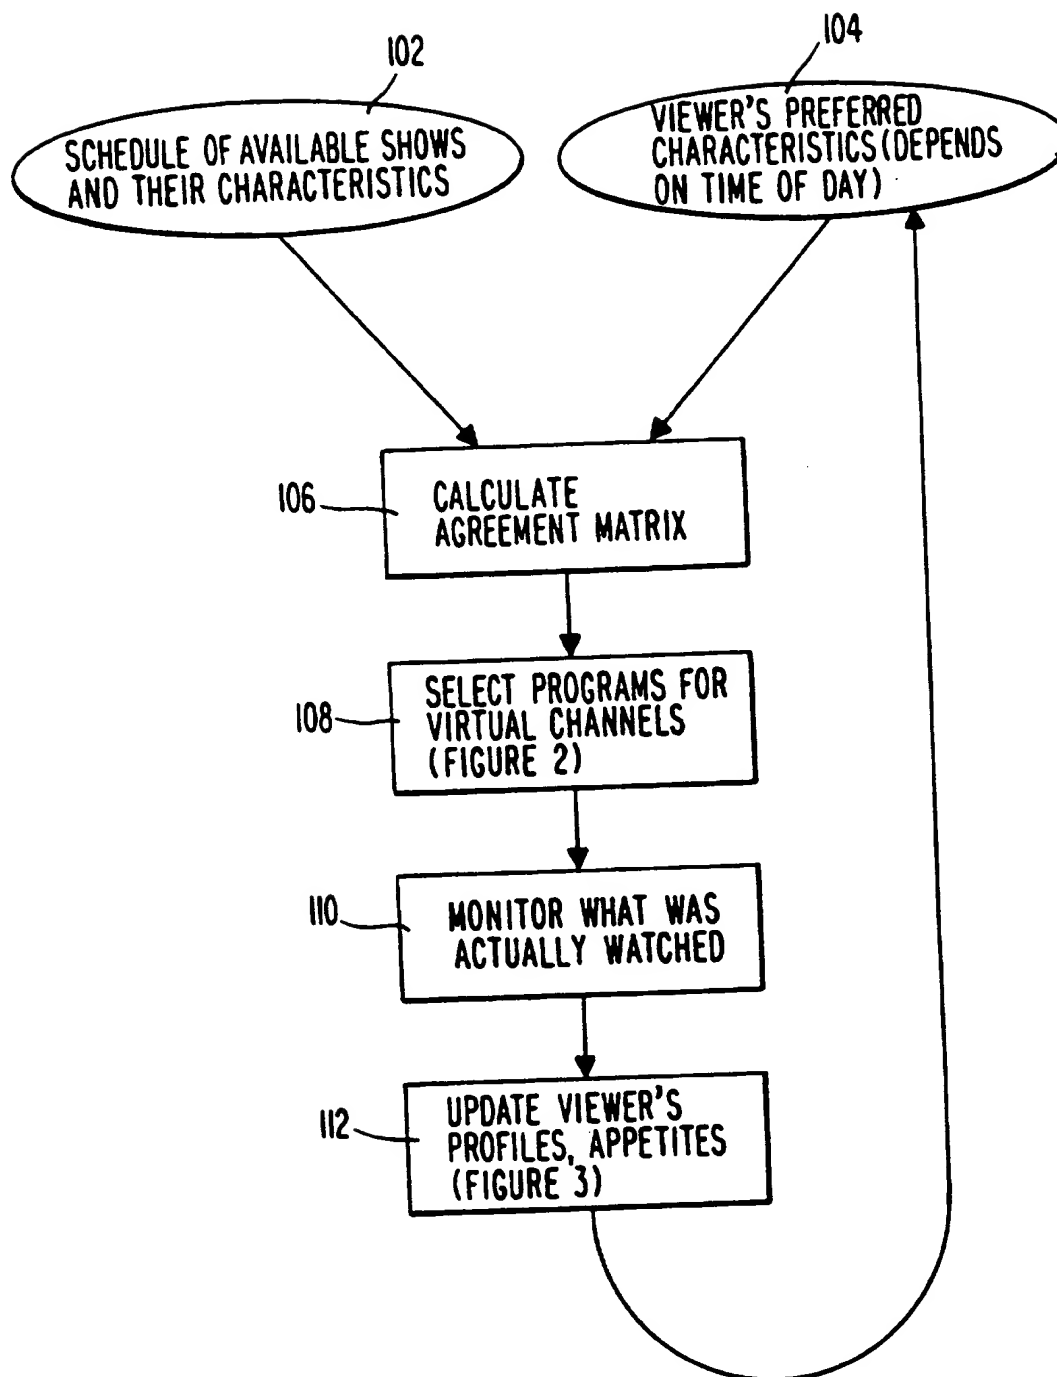 102
SCHEDULE OF AVAILABLE SHOWS
AND THEIR CHARACTERISTICS
104
VIEWER'S PREFERRED
CHARACTERISTICS (DEPENDS
ON TIME OF DAY)
106
CALCULATE
AGREEMENT MATRIX
108
SELECT PROGRAMS FOR
VIRTUAL CHANNELS
(FIGURE 2)
110
MONITOR WHAT WAS
ACTUALLY WATCHED
112
UPDATE VIEWER'S
PROFILES, APPETITES
(FIGURE 3)